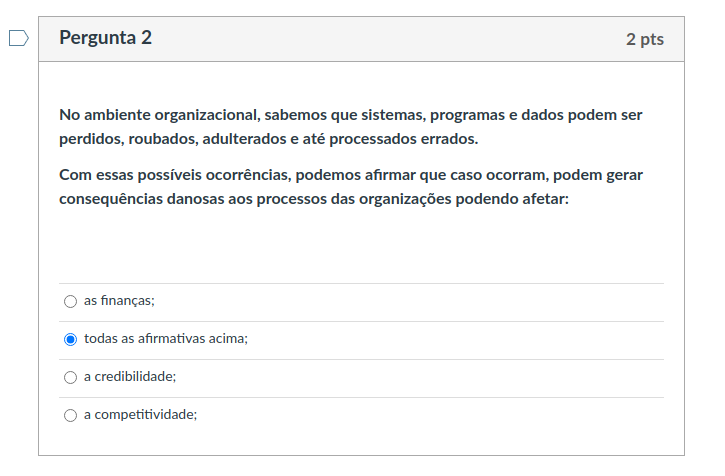 Pergunta 2
2 pts
No ambiente organizacional, sabemos que sistemas, programas e dados podem ser
perdidos, roubados, adulterados e até processados errados.
Com essas possíveis ocorrências, podemos afirmar que caso ocorram, podem gerar
consequências danosas aos processos das organizações podendo afetar:
as finanças;
todas as afirmativas acima;
a credibilidade;
a competitividade;